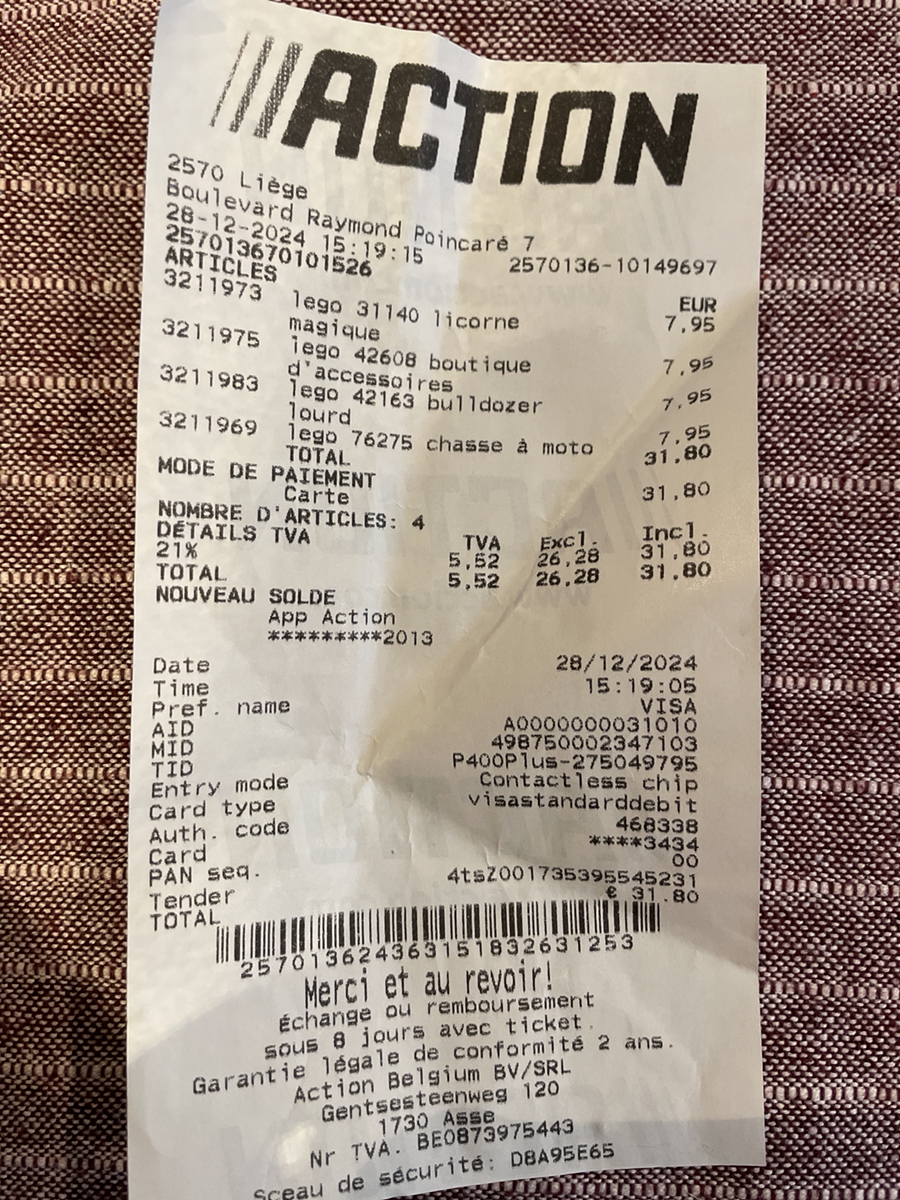 ACTION
2570 Liège
Boulevard Raymond Poincaré 7
28-12-2024 15:19:15
257013670101526 2570136-10149697
ARTICLES EUR
3211973 lego 31140 licorne 7,95
magique
3211975 lego 42608 boutique 7,95
d'accessoires
3211983 lego 42163 bulldozer 7,95
lourd
3211969 lego 76275 chasse à moto 7,95
TOTAL 31,80
MODE DE PAIEMENT
Carte 31,80
NOMBRE D'ARTICLES: 4
DÉTAILS TVA TVA Excl. Incl.
21% 5,52 26,28 31,80
TOTAL 5,52 26,28 31,80
NOUVEAU SOLDE
App Action
*********2013
Date 28/12/2024
Time 15:19:05
Pref. name VISA
AID A0000000031010
MID 498750002347103
TID P400Plus-275049795
Entry mode Contactless chip
Card type visastandarddebit
Auth. code 468338
Card ****3434
PAN seq. 00
Tender 4tsZ001735395545231
TOTAL € 31.80
257013624363151832631253
Merci et au revoir!
Échange ou remboursement
sous 8 jours avec ticket.
Garantie légale de conformité 2 ans.
Action Belgium BV/SRL
Gentsesteenweg 120
1730 Asse
Nr TVA. BE0873975443
Sceau de sécurité: D8A95E65